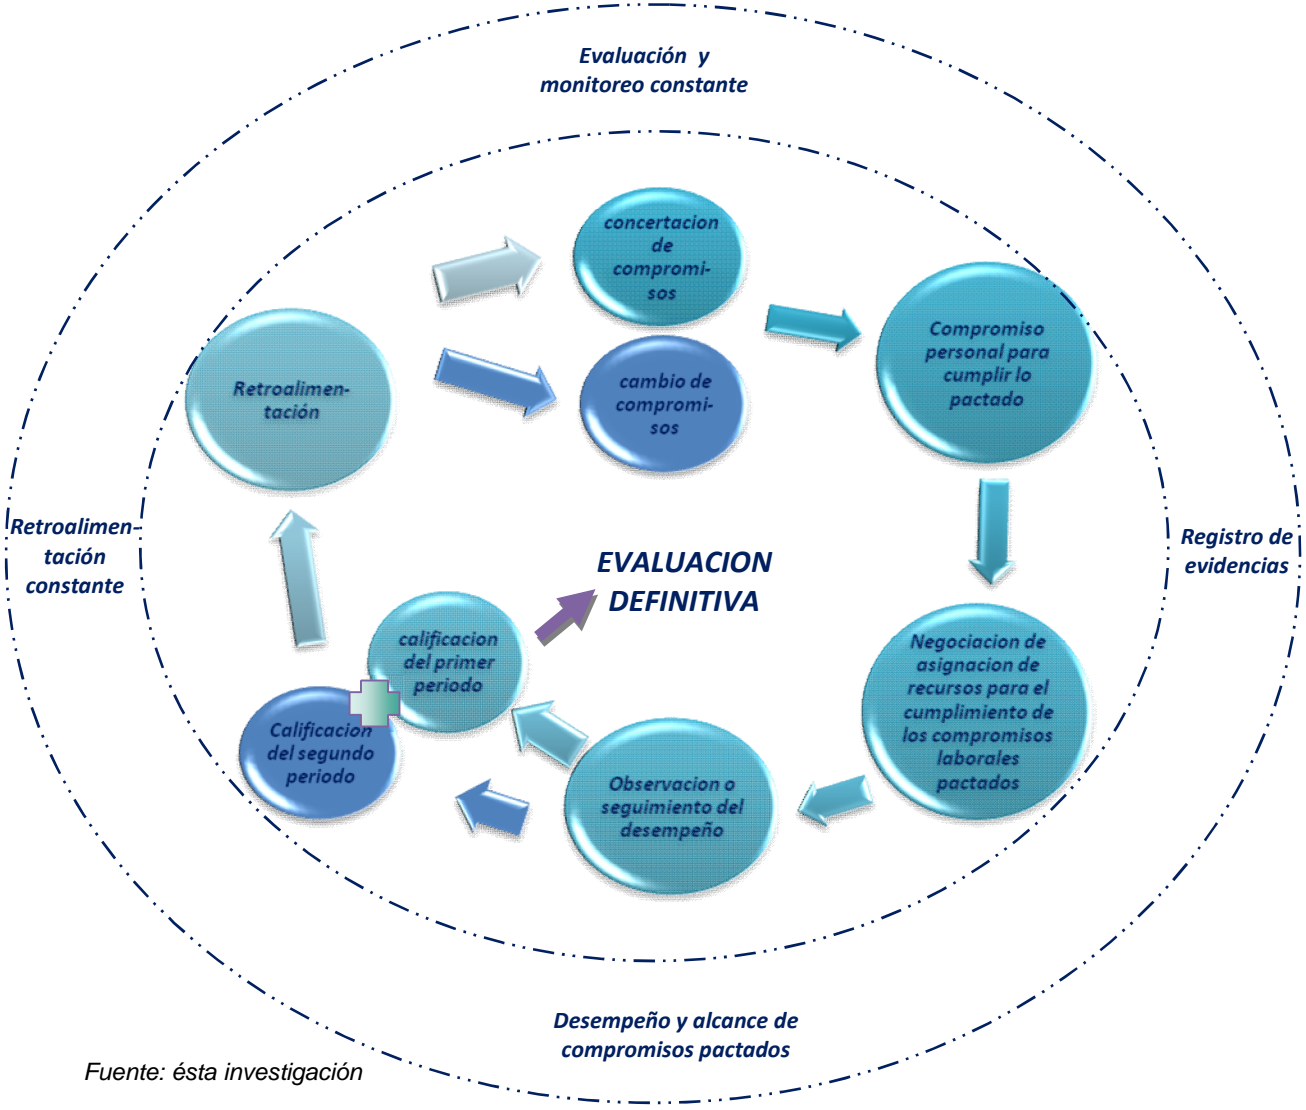 Evaluación y
monitoreo constante
concertacion
de
compromi-
sos
cambio de
compromi-
sos
Compromiso
personal para
cumplir lo
pactado
Retroalimen-
tación
Retroalimen-
tación
constante
Registro de
evidencias
EVALUACION
DEFINITIVA
calificacion
del primer
periodo
Calificacion
del segundo
periodo
Negociacion de
asignacion de
recursos para el
cumplimiento de
los compromisos
laborales
pactados
Observacion o
seguimiento del
desempeño
Desempeño y alcance de
compromisos pactados
Fuente: ésta investigación